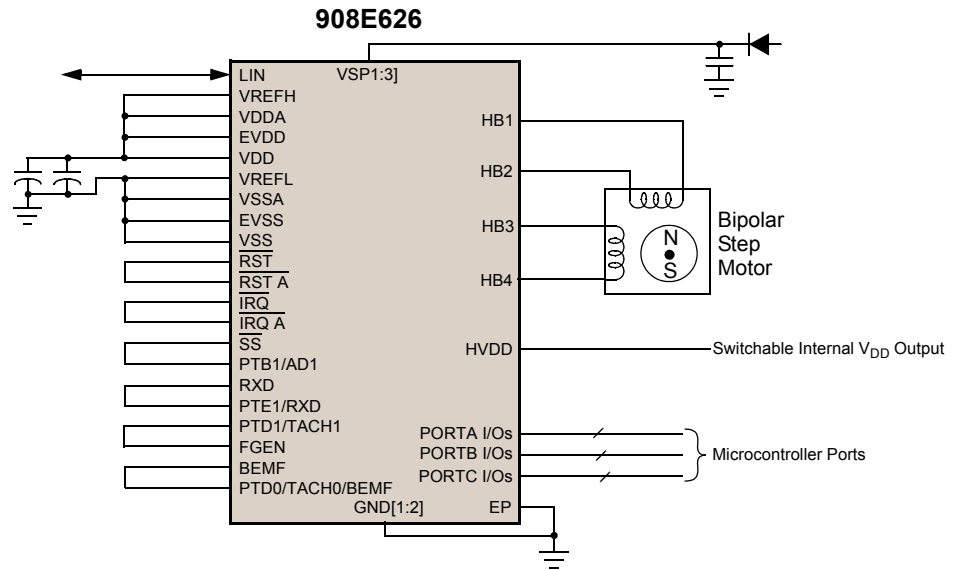 908E626
LIN
VSP1:3]
VREFH
VDDA
EVDD
VDD
VREFL
VSSA
EVSS
VSS
RST
RST A
IRQ
IRQ A
SS
PTB1/AD1
RXD
PTE1/RXD
PTD1/TACH1
FGEN
BEMF
PTD0/TACH0/BEMF
GND[1:2]
EP
HB1
HB2
HB3
HB4
N
S
Bipolar
Step
Motor
HVDD
Switchable Internal VDD Output
PORTA I/Os
PORTB I/Os
PORTC I/Os
Microcontroller Ports